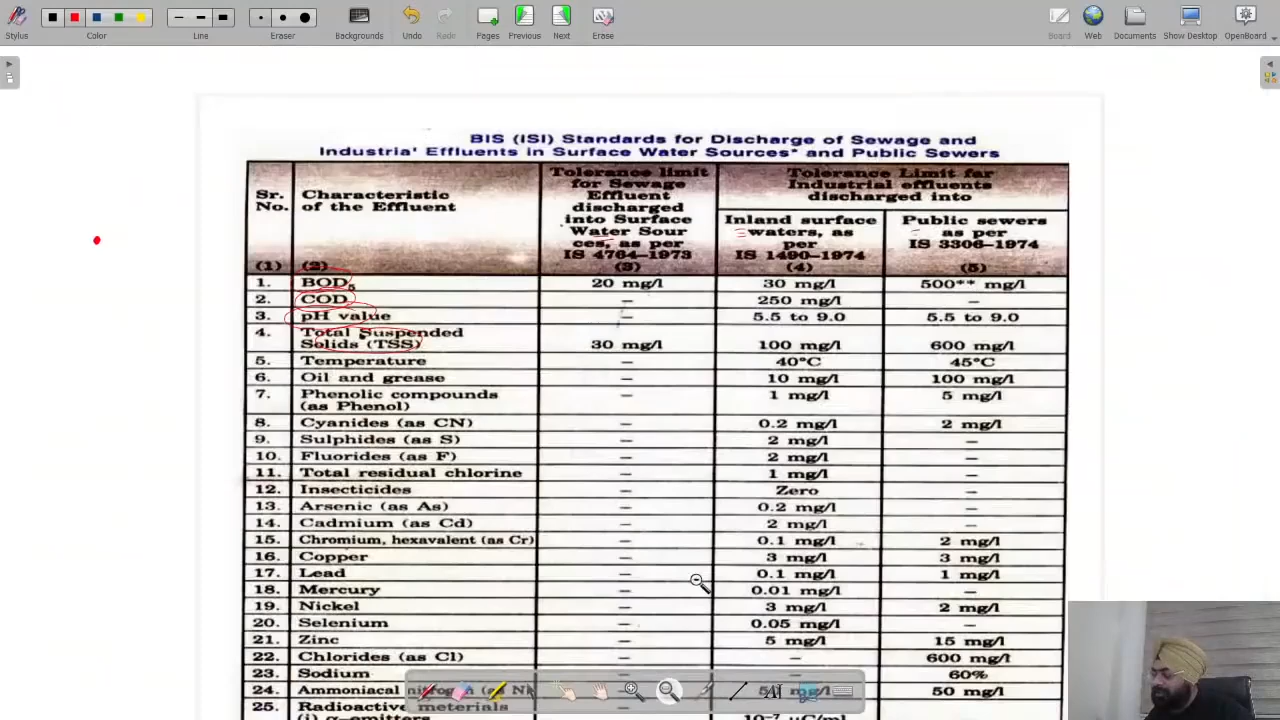 Stylus Color Line Eraser Backgrounds Undo Redo Pages Previous Next Erase Board Web Documents Show Desktop OpenBoard
BIS (ISI) Standards for Discharge of Sewage and
Industria' Effluents in Surface Water Sources* and Public Sewers
Sr. No. Characteristic of the Effluent Tolerance limit for Sewage Effluent discharged into Surface Water Sour ces, as per IS 4764-1973 Tolerance Limit for Industrial effluents discharged into
Inland surface waters, as per IS 1490-1974 Public sewers as per IS 3306-1974
(1) (2) (3) (4) (5)
1. BOD5 20 mg/l 30 mg/l 500** mg/l
2. COD – 250 mg/l –
3. pH value – 5.5 to 9.0 5.5 to 9.0
4. Total Suspended
Solids (TSS) 30 mg/l 100 mg/l 600 mg/l
5. Temperature – 40°C 45°C
6. Oil and grease – 10 mg/l 100 mg/l
7. Phenolic compounds – 1 mg/l 5 mg/l
(as Phenol)
8. Cyanides (as CN) – 0.2 mg/l 2 mg/l
9. Sulphides (as S) – 2 mg/l –
10. Fluorides (as F) – 2 mg/l –
11. Total residual chlorine – 1 mg/l –
12. Insecticides – Zero –
13. Arsenic (as As) – 0.2 mg/l –
14. Cadmium (as Cd) – 2 mg/l –
15. Chromium, hexavalent (as Cr) – 0.1 mg/l 2 mg/l
16. Copper – 3 mg/l 3 mg/l
17. Lead – 0.1 mg/l 1 mg/l
18. Mercury – 0.01 mg/l –
19. Nickel – 3 mg/l 2 mg/l
20. Selenium – 0.05 mg/l –
21. Zinc – 5 mg/l 15 mg/l
22. Chlorides (as Cl) – – 600 mg/l
23. Sodium – 60%
24. Ammoniacal 50 mg/l
25. Radioactive meterials –
(i) α-emitters 10⁻⁷ μC/ml